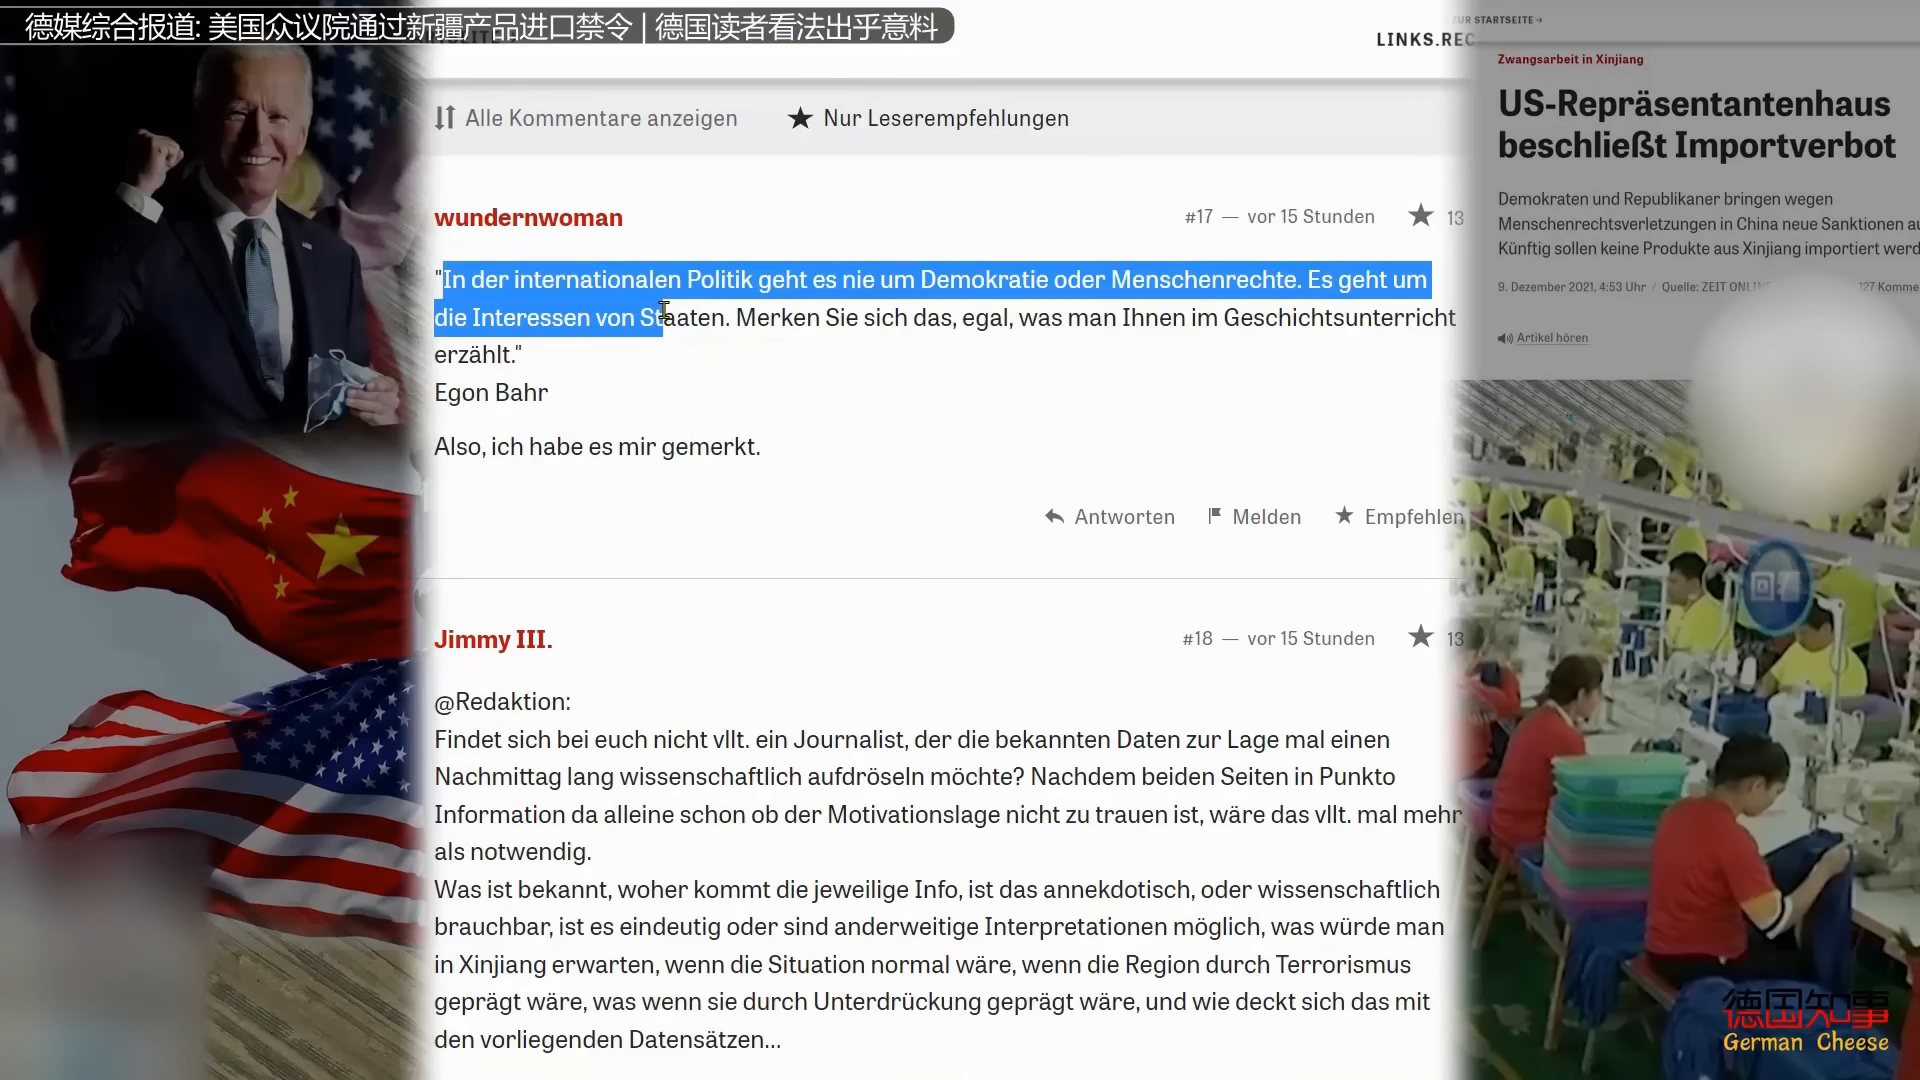 德媒综合报道: 美国众议院通过新疆产品进口禁令 | 德国读者看法出乎意料
LINKS.REC
Alle Kommentare anzeigen
Nur Leserempfehlungen
wundernwoman
#17 — vor 15 Stunden
13
"In der internationalen Politik geht es nie um Demokratie oder Menschenrechte. Es geht um
die Interessen von Staaten. Merken Sie sich das, egal, was man Ihnen im Geschichtsunterricht
erzählt."
Egon Bahr
Also, ich habe es mir gemerkt.
Antworten
Melden
Empfehlen
Jimmy III.
#18 — vor 15 Stunden
13
@Redaktion:
Findet sich bei euch nicht vllt. ein Journalist, der die bekannten Daten zur Lage mal einen
Nachmittag lang wissenschaftlich aufdröseln möchte? Nachdem beiden Seiten in Punkto
Information da alleine schon ob der Motivationslage nicht zu trauen ist, wäre das vllt. mal mehr
als notwendig.
Was ist bekannt, woher kommt die jeweilige Info, ist das annekdotisch, oder wissenschaftlich
brauchbar, ist es eindeutig oder sind anderweitige Interpretationen möglich, was würde man
in Xinjiang erwarten, wenn die Situation normal wäre, wenn die Region durch Terrorismus
geprägt wäre, was wenn sie durch Unterdrückung geprägt wäre, und wie deckt sich das mit
den vorliegenden Datensätzen...
ZUR STARTSEITE
Zwangsarbeit in Xinjiang
US-Repräsentantenhaus
beschließt Importverbot
Demokraten und Republikaner bringen wegen
Menschenrechtsverletzungen in China neue Sanktionen au
Künftig sollen keine Produkte aus Xinjiang importiert werd
9. Dezember 2021, 4:53 Uhr / Quelle: ZEIT ONLINE
127 Komme
Artikel hören
回看
德国知事
German Cheese